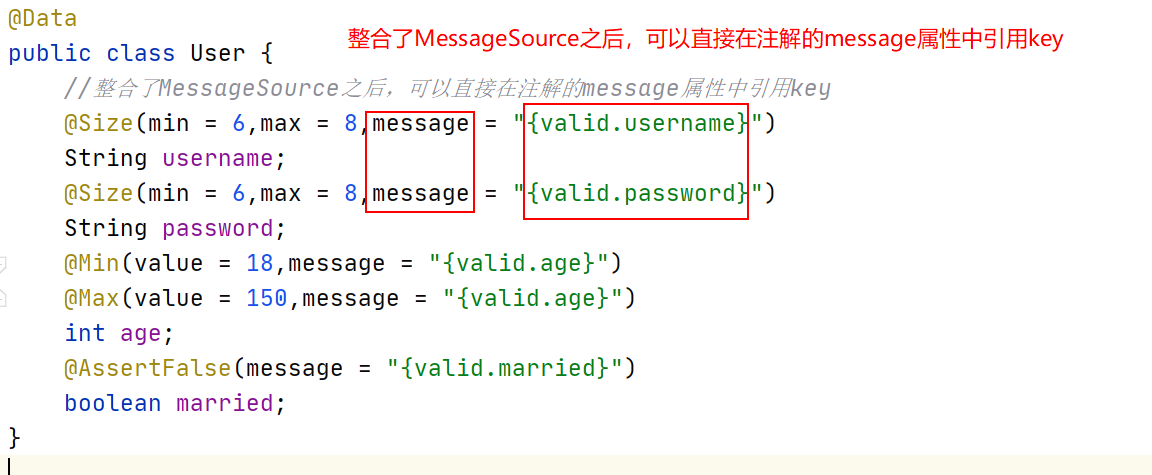 @Data
整合了MessageSource之后，可以直接在注解的message属性中引用key
public class User {
//整合了MessageSource之后，可以直接在注解的message属性中引用key
@Size(min = 6,max = 8,message = "{valid.username}")
String username;
@Size(min = 6,max = 8,message = "{valid.password}")
String password;
@Min(value = 18,message = "{valid.age}")
@Max(value = 150,message = "{valid.age}")
int age;
@AssertFalse(message = "{valid.married}")
boolean married;
}